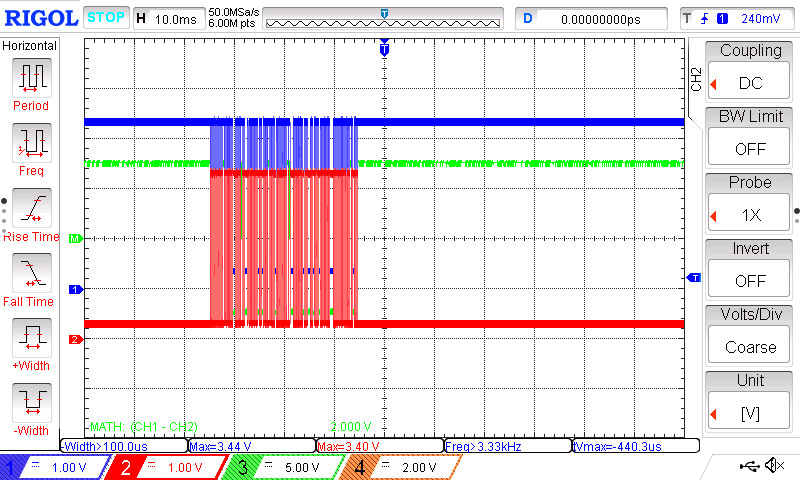 RIGOL STOP H 10.0ms 50.0MSa/s 6.00M pts D 0.00000000ps T 1 240mV
Horizontal
Period
Freq
Rise Time
Fall Time
+Width
-Width
T
M
1
2
T
MATH: (CH1 - CH2) 2.000 V
-Width>100.0us Max=3.44 V Max=3.40 V Freq>3.33kHz tVmax=-440.3us
1 1.00 V 2 1.00 V 3 5.00 V 4 2.00 V
CH2
Coupling
DC
BW Limit
OFF
Probe
1X
Invert
OFF
Volts/Div
Coarse
Unit
[V]